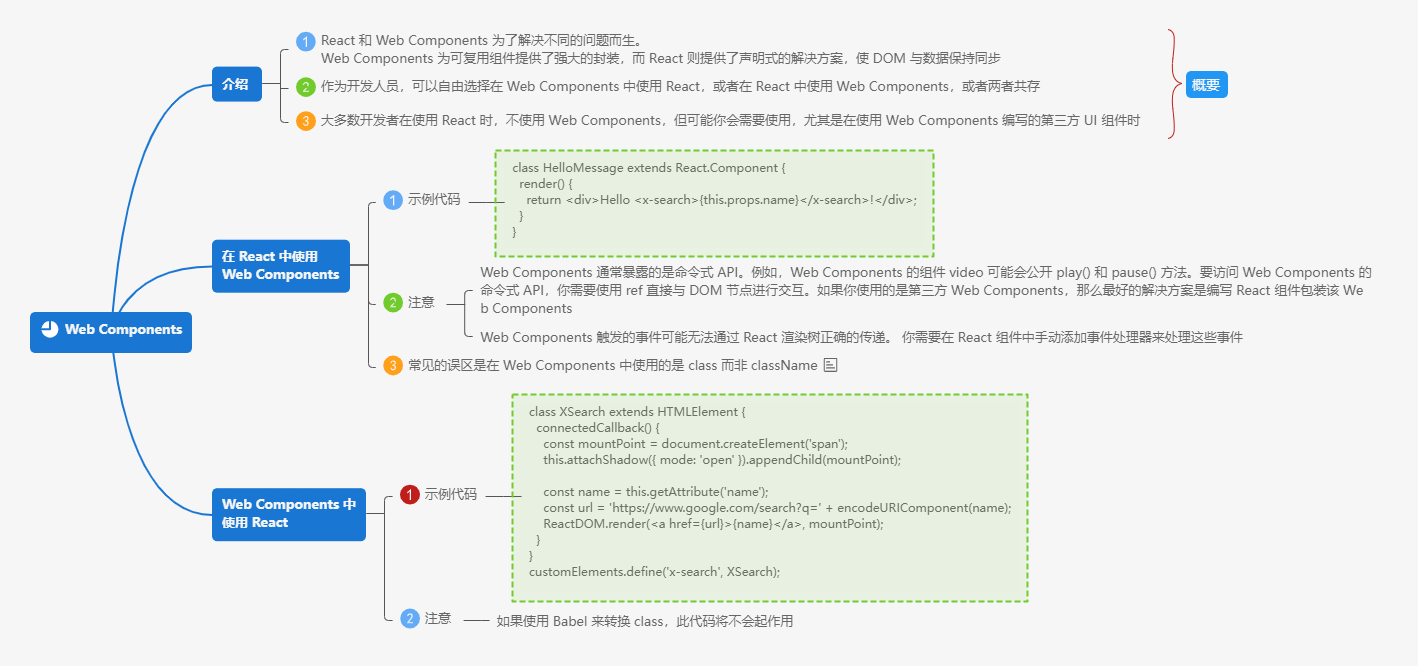 Web Components
介绍
1 React 和 Web Components 为了解决不同的问题而生。
Web Components 为可复用组件提供了强大的封装，而 React 则提供了声明式的解决方案，使 DOM 与数据保持同步
2 作为开发人员，可以自由选择在 Web Components 中使用 React，或者在 React 中使用 Web Components，或者两者共存
3 大多数开发者在使用 React 时，不使用 Web Components，但可能你会需要使用，尤其是在使用 Web Components 编写的第三方 UI 组件时
概要
在 React 中使用
Web Components
1 示例代码
class HelloMessage extends React.Component {
render() {
return <div>Hello <x-search>{this.props.name}</x-search>!</div>;
}
}
2 注意
Web Components 通常暴露的是命令式 API。例如，Web Components 的组件 video 可能会公开 play() 和 pause() 方法。要访问 Web Components 的
命令式 API，你需要使用 ref 直接与 DOM 节点进行交互。如果你使用的是第三方 Web Components，那么最好的解决方案是编写 React 组件包装该 We
b Components
Web Components 触发的事件可能无法通过 React 渲染树正确的传递。 你需要在 React 组件中手动添加事件处理器来处理这些事件
3 常见的误区是在 Web Components 中使用的是 class 而非 className
Web Components 中
使用 React
1 示例代码
class XSearch extends HTMLElement {
connectedCallback() {
const mountPoint = document.createElement('span');
this.attachShadow({ mode: 'open' }).appendChild(mountPoint);
const name = this.getAttribute('name');
const url = 'https://www.google.com/search?q=' + encodeURIComponent(name);
ReactDOM.render(<a href={url}>{name}</a>, mountPoint);
}
}
customElements.define('x-search', XSearch);
2 注意
如果使用 Babel 来转换 class，此代码将不会起作用